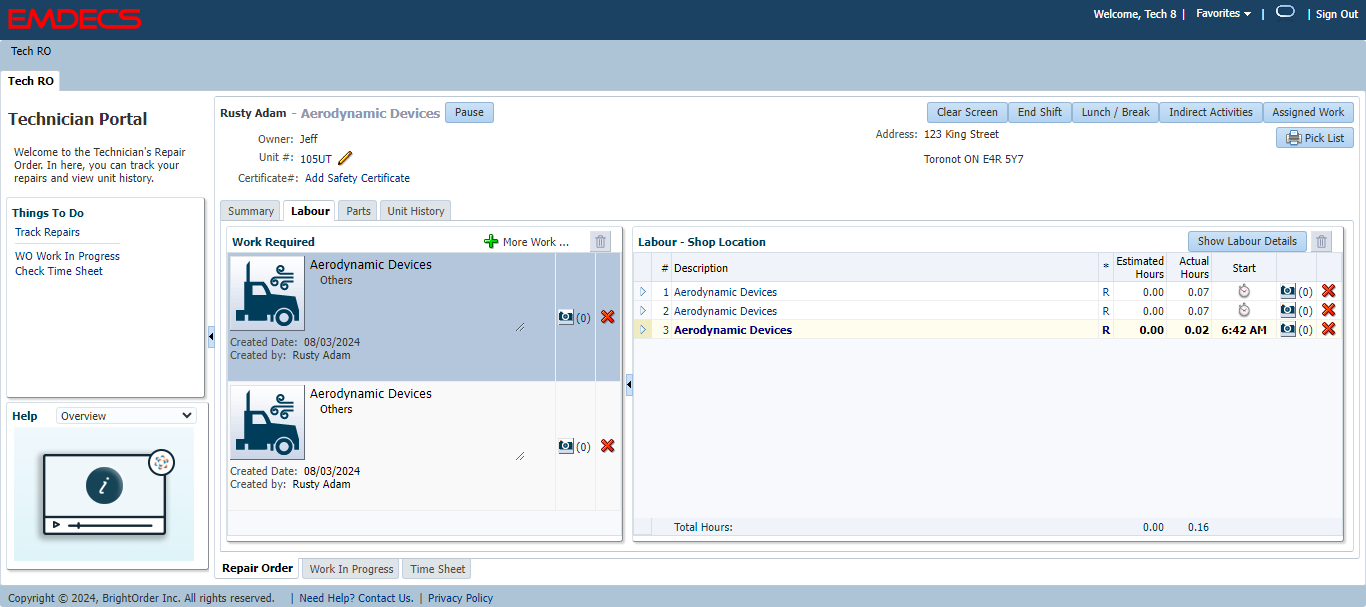 EMDECS
Welcome, Tech 8 | Favorites | | Sign Out
Tech RO
Tech RO
Technician Portal
Welcome to the Technician's Repair
Order. In here, you can track your
repairs and view unit history.
Things To Do
Track Repairs
WO Work In Progress
Check Time Sheet
Help Overview
i
Rusty Adam - Aerodynamic Devices Pause
Clear Screen End Shift Lunch / Break Indirect Activities Assigned Work
Owner: Jeff
Unit #: 105UT
Certificate#: Add Safety Certificate
Address: 123 King Street
Toronot ON E4R 5Y7
Pick List
Summary Labour Parts Unit History
Work Required More Work ...
Aerodynamic Devices
Others
(0)
Created Date: 08/03/2024
Created by: Rusty Adam
Aerodynamic Devices
Others
(0)
Created Date: 08/03/2024
Created by: Rusty Adam
Labour - Shop Location Show Labour Details
# Description * Estimated Hours Actual Hours Start
1 Aerodynamic Devices R 0.00 0.07 (0)
2 Aerodynamic Devices R 0.00 0.07 (0)
3 Aerodynamic Devices R 0.00 0.02 6:42 AM (0)
Total Hours: 0.00 0.16
Repair Order Work In Progress Time Sheet
Copyright © 2024, BrightOrder Inc. All rights reserved. | Need Help? Contact Us. | Privacy Policy